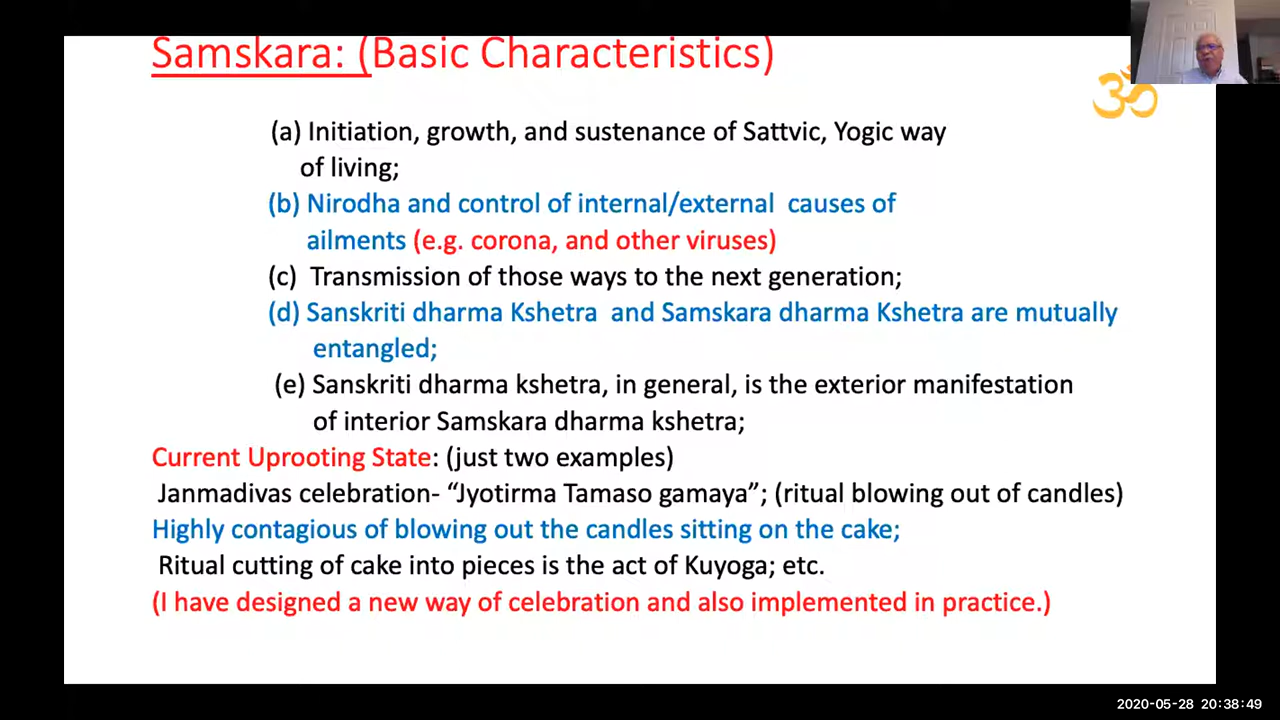 Samskara: (Basic Characteristics)
ॐ
(a) Initiation, growth, and sustenance of Sattvic, Yogic way
of living;
(b) Nirodha and control of internal/external  causes of
ailments (e.g. corona, and other viruses)
(c)  Transmission of those ways to the next generation;
(d) Sanskriti dharma Kshetra  and Samskara dharma Kshetra are mutually
entangled;
(e) Sanskriti dharma kshetra, in general, is the exterior manifestation
of interior Samskara dharma kshetra;
Current Uprooting State: (just two examples)
Janmadivas celebration- “Jyotirma Tamaso gamaya”; (ritual blowing out of candles)
Highly contagious of blowing out the candles sitting on the cake;
Ritual cutting of cake into pieces is the act of Kuyoga; etc.
(I have designed a new way of celebration and also implemented in practice.)
2020-05-28 20:38:49